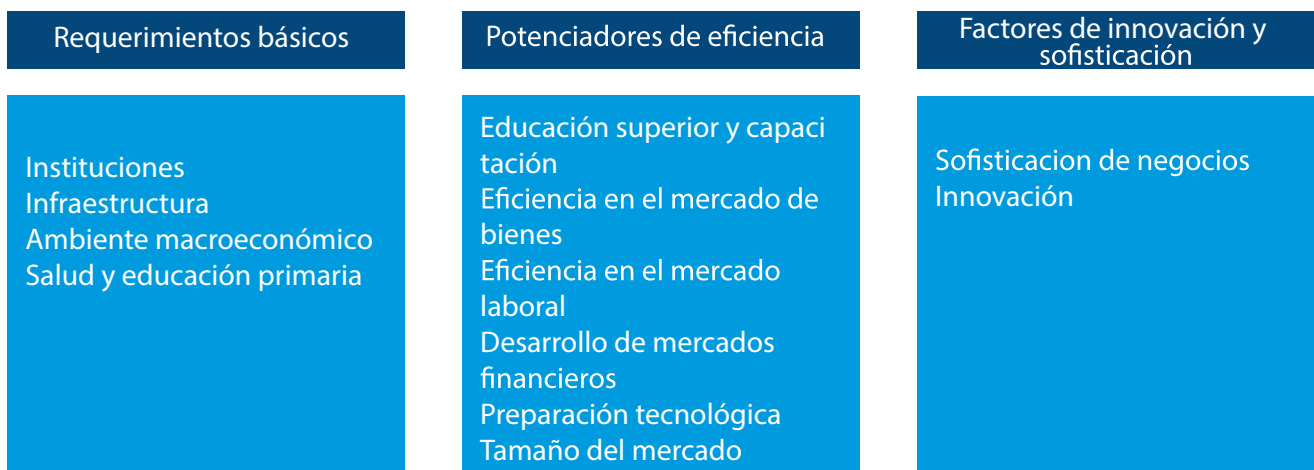 Requerimientos básicos
Instituciones
Infraestructura
Ambiente macroeconómico
Salud y educación primaria
Potenciadores de eficiencia
Educación superior y capaci
tación
Eficiencia en el mercado de
bienes
Eficiencia en el mercado
laboral
Desarrollo de mercados
financieros
Preparación tecnológica
Tamaño del mercado
Factores de innovación y
sofisticación
Sofisticacion de negocios
Innovación